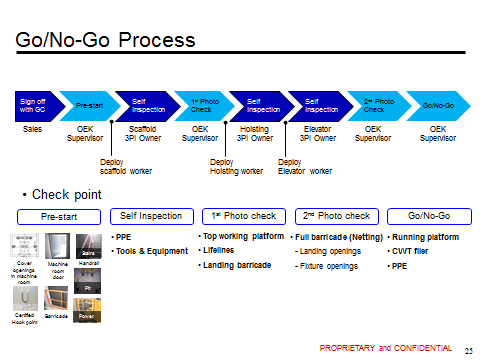 Go/No-Go Process
Sign off
with GC
Pre-start
Self
Inspection
1st Photo
Check
Self
Inspection
Self
Inspection
2nd Photo
Check
Go/No-Go
Sales
OEK
Supervisor
Scaffold
3PI Owner
OEK
Supervisor
Hoisting
3PI Owner
Elevator
3PI Owner
OEK
Supervisor
OEK
Supervisor
Deploy
scaffold worker
Deploy
Hoisting worker
Deploy
Elevator worker
• Check point
Pre-start
Self Inspection
1st Photo check
2nd Photo check
Go/No-Go
Cover
openings
in machine
room
Machine
room
door
Stairs
Handrail
Pit
Certified
Hook point
Barricade
Power
• PPE
• Tools & Equipment
• Top working platform
• Lifelines
• Landing barricade
• Full barricade (Netting)
– Landing openings
– Fixture openings
• Running platform
• CWT filer
• PPE
PROPRIETARY and CONFIDENTIAL
25